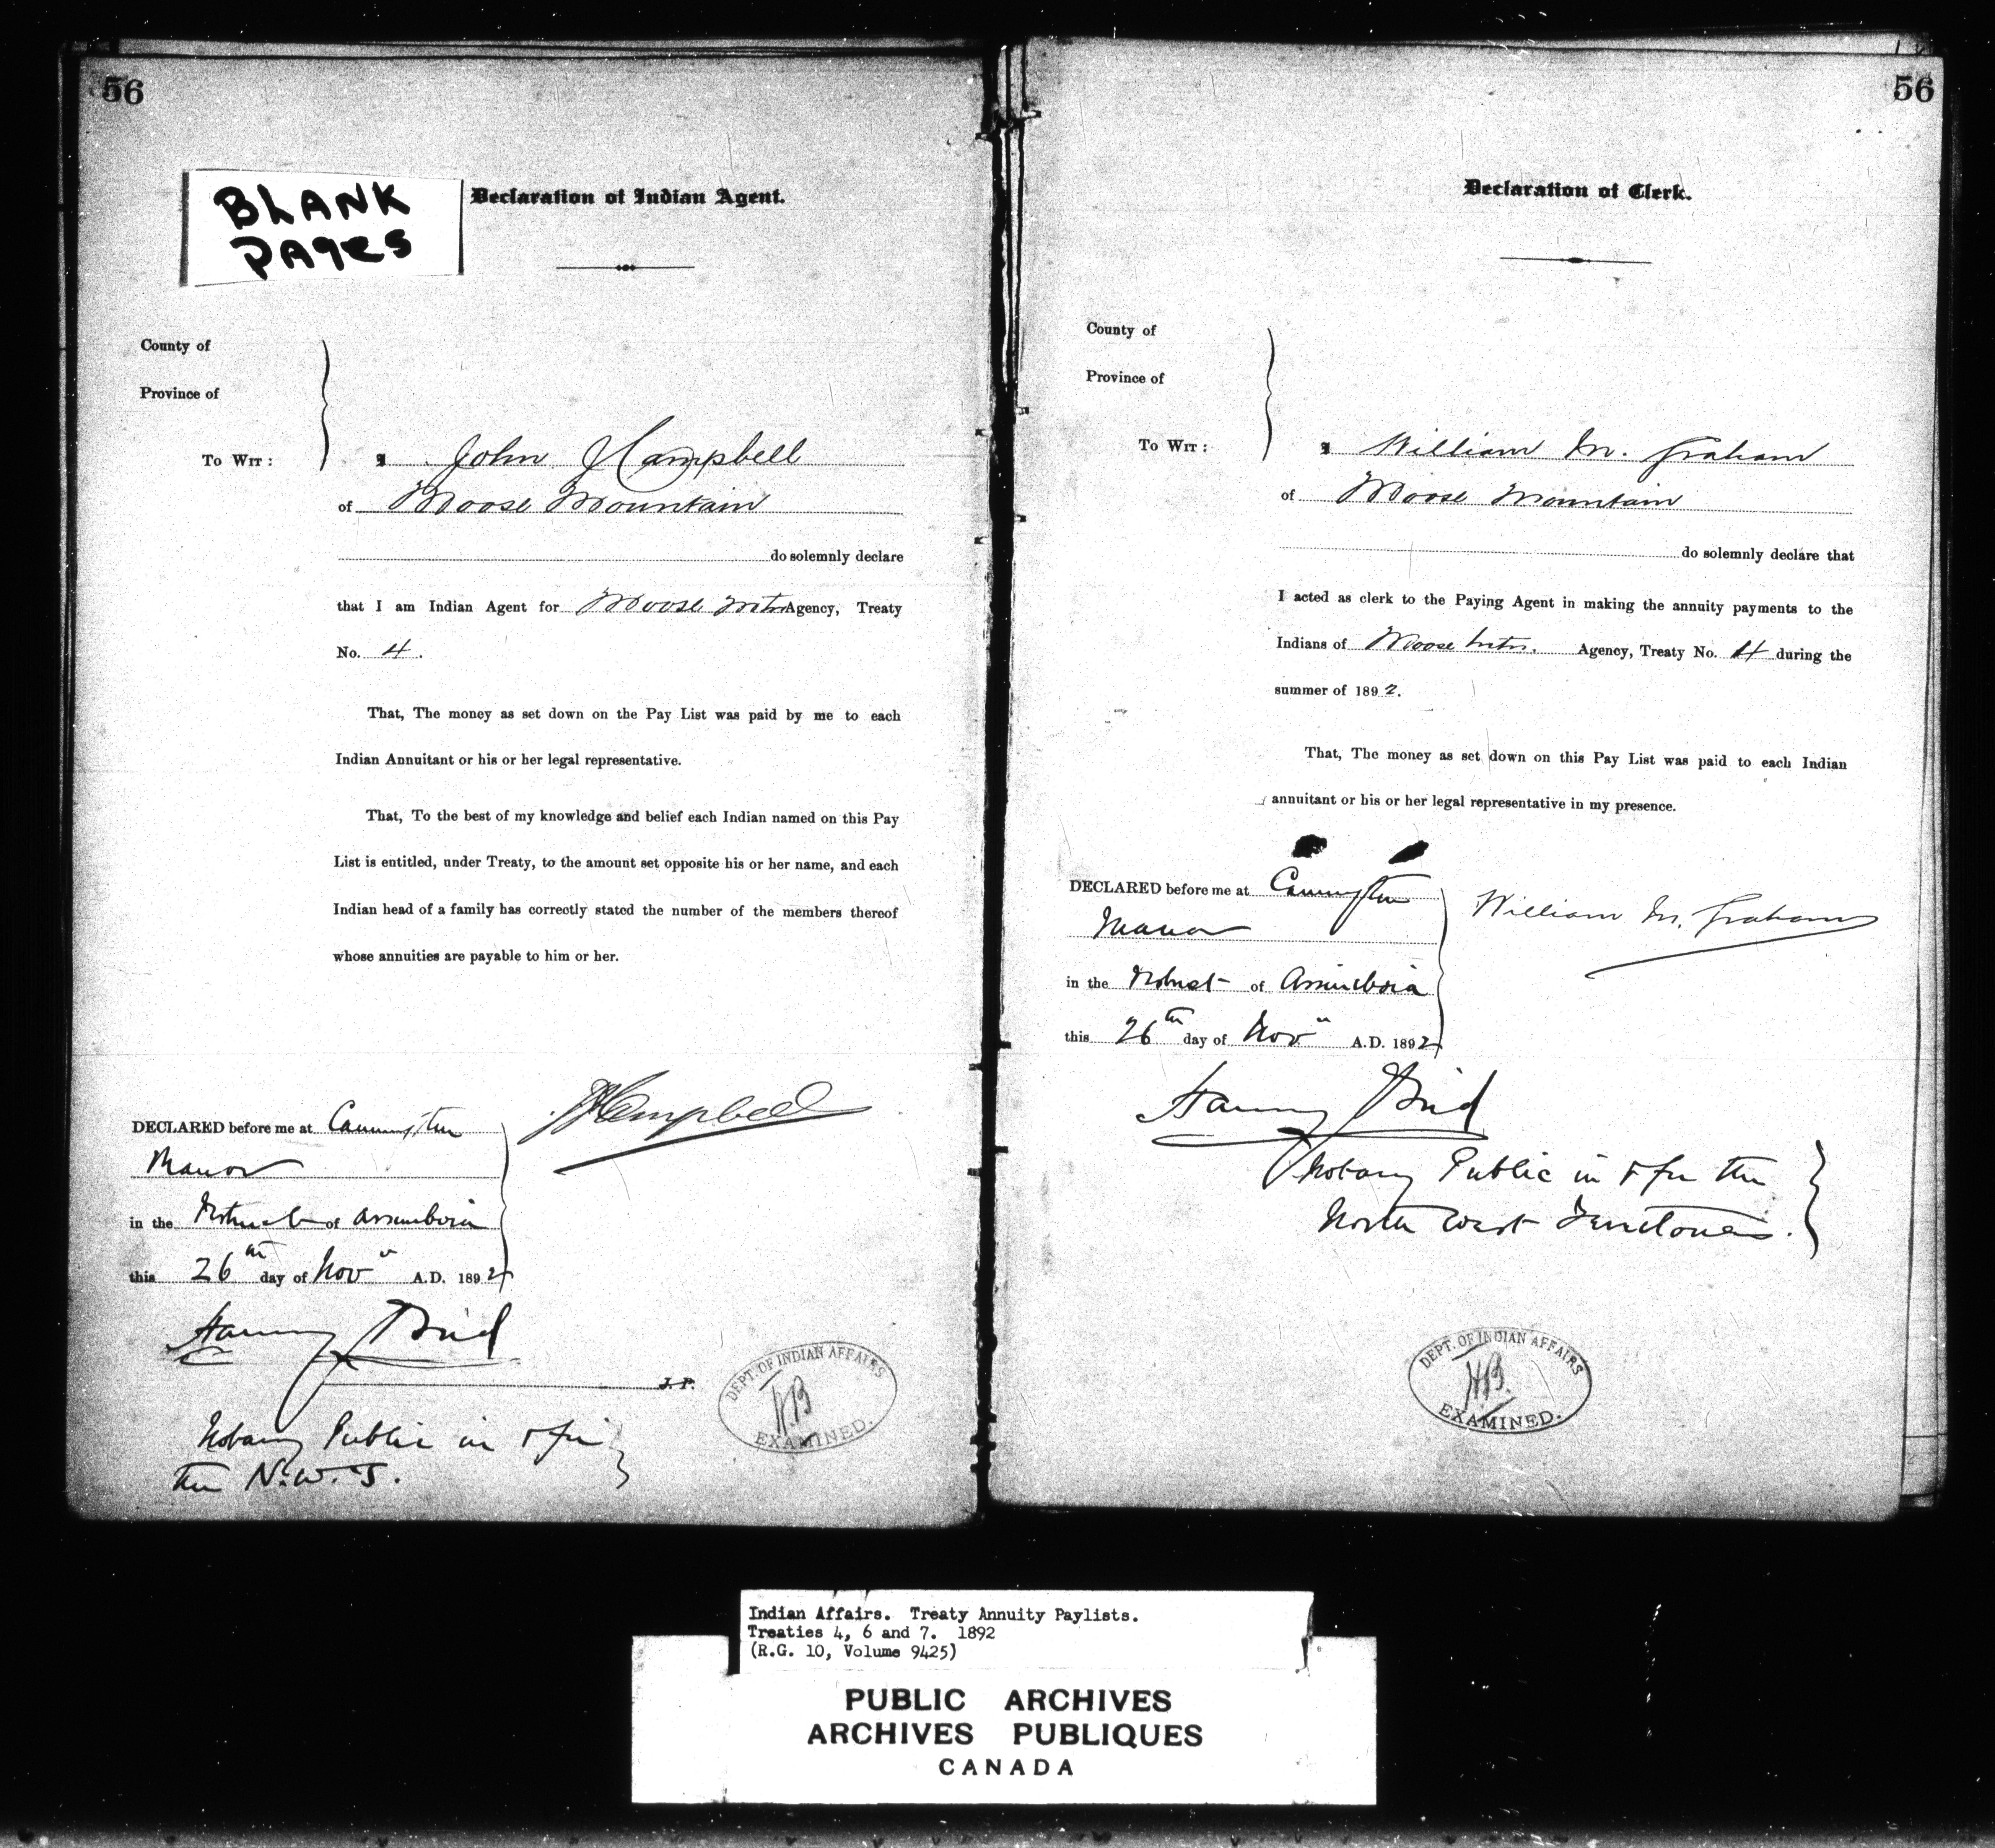 56
BLANK
PAGES
Declaration of Indian Agent.
County of
Province of
To Wit :
I John J Campbell
of Moose Mountain
do solemnly declare
that I am Indian Agent for Moose Mtn Agency, Treaty
No. 4.
That, The money as set down on the Pay List was paid by me to each
Indian Annuitant or his or her legal representative.
That, To the best of my knowledge and belief each Indian named on this Pay
List is entitled, under Treaty, to the amount set opposite his or her name, and each
Indian head of a family has correctly stated the number of the members thereof
whose annuities are payable to him or her.
DECLARED before me at Cannington
Manor
in the District of Assiniboia
this 26th day of Nov A.D. 1892
JJCampbell
Bird
J. P.
Notary Public in & for
the N.W.T.
DEPT. OF INDIAN AFFAIRS
HB
EXAMINED.
56
Declaration of Clerk.
County of
Province of
To Wit :
I William M. Graham
of Moose Mountain
do solemnly declare that
I acted as clerk to the Paying Agent in making the annuity payments to the
Indians of Moose Mtn. Agency, Treaty No. 4 during the
summer of 1892.
That, The money as set down on this Pay List was paid to each Indian
annuitant or his or her legal representative in my presence.
DECLARED before me at Cannington
Manor
in the District of Assiniboia
this 26th day of Nov A.D. 1892
William M. Graham
Bird
Notary Public in & for the
North West Territories.
DEPT. OF INDIAN AFFAIRS
HB.
EXAMINED.
Indian Affairs. Treaty Annuity Paylists.
Treaties 4, 6 and 7. 1892
(R.G. 10, Volume 9425)
PUBLIC ARCHIVES
ARCHIVES PUBLIQUES
CANADA